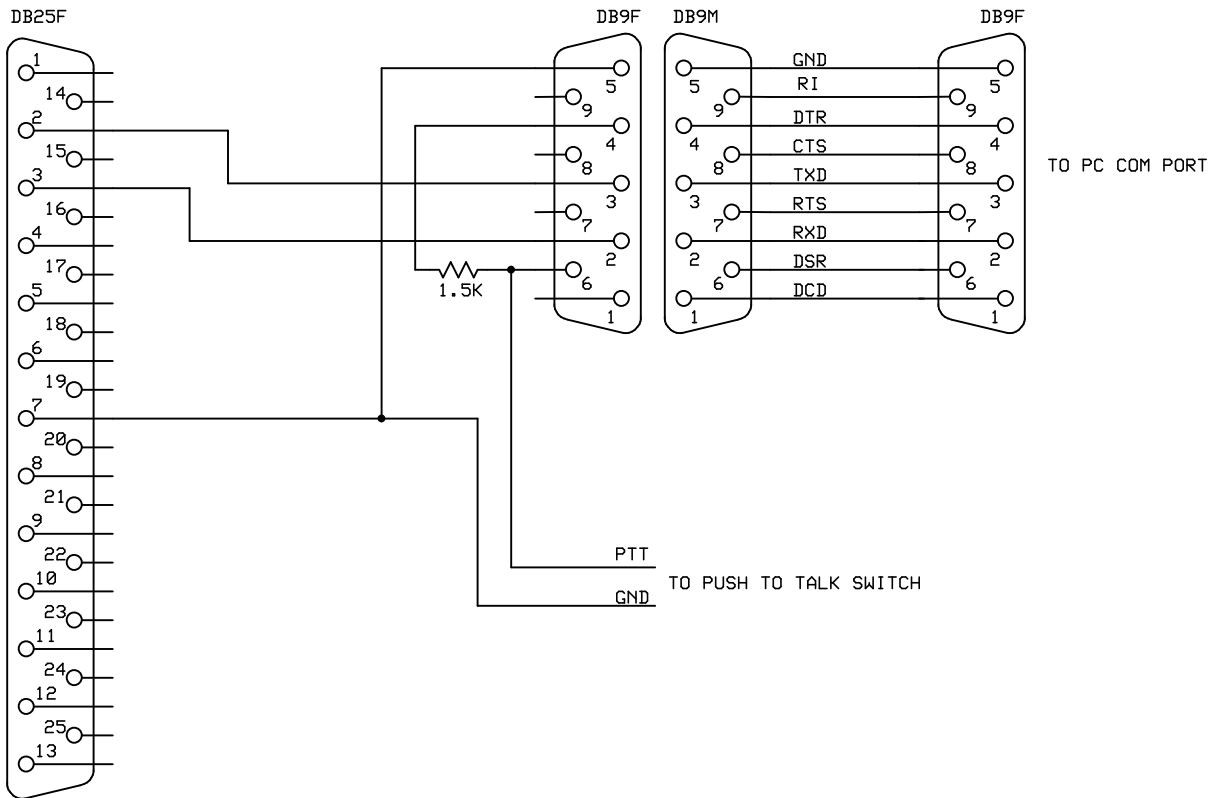 DB25F
DB9F
DB9M
DB9F
1
14
2
15
3
16
4
17
5
18
6
19
7
20
8
21
9
22
10
23
11
24
12
25
13
5
9
4
8
3
7
2
6
1
1.5K
5
9
4
8
3
7
2
6
1
GND
RI
DTR
CTS
TXD
RTS
RXD
DSR
DCD
5
9
4
8
3
7
2
6
1
TO PC COM PORT
PTT
TO PUSH TO TALK SWITCH
GND